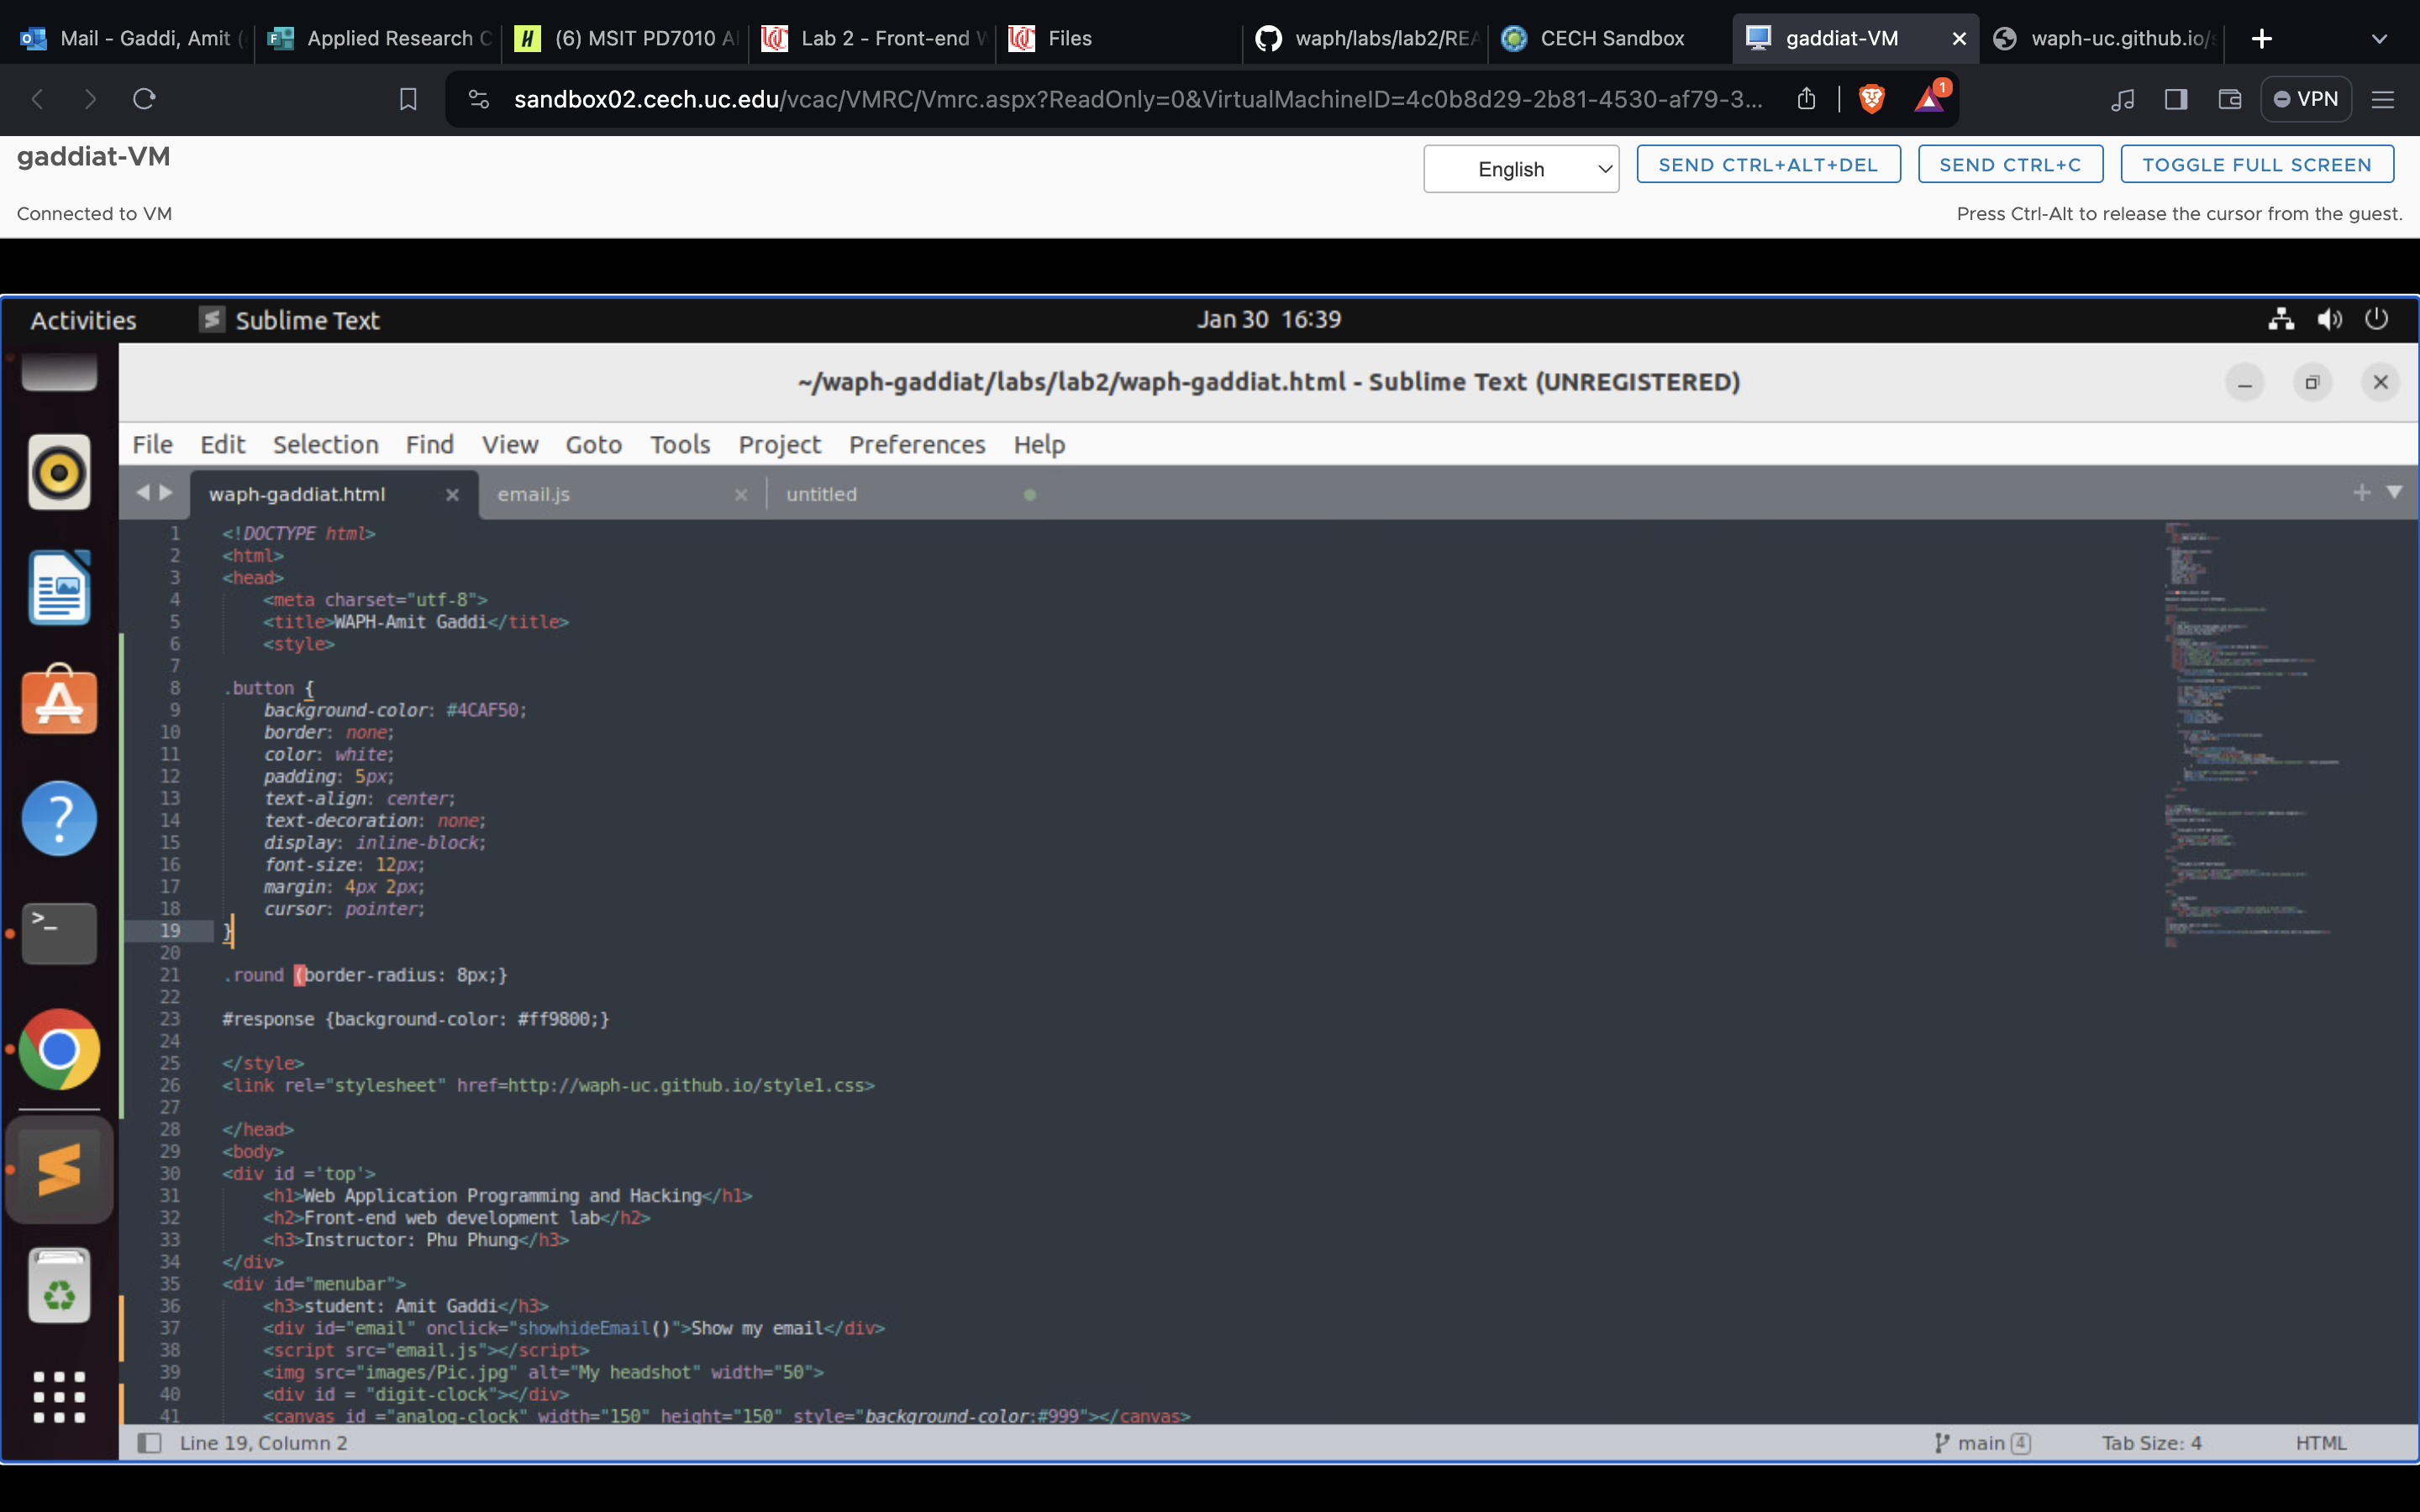 Mail - Gaddi, Amit (
Applied Research C
(6) MSIT PD7010 A
Lab 2 - Front-end W
Files
waph/labs/lab2/REA
CECH Sandbox
gaddiat-VM
waph-uc.github.io/s
sandbox02.cech.uc.edu/vcac/VMRC/Vmrc.aspx?ReadOnly=0&VirtualMachineID=4c0b8d29-2b81-4530-af79-3...
1
VPN
gaddiat-VM
English
SEND CTRL+ALT+DEL
SEND CTRL+C
TOGGLE FULL SCREEN
Connected to VM
Press Ctrl-Alt to release the cursor from the guest.
Activities
Sublime Text
Jan 30 16:39
~/waph-gaddiat/labs/lab2/waph-gaddiat.html - Sublime Text (UNREGISTERED)
File Edit Selection Find View Goto Tools Project Preferences Help
waph-gaddiat.html
email.js
untitled
1 <!DOCTYPE html>
2 <html>
3 <head>
4 <meta charset="utf-8">
5 <title>WAPH-Amit Gaddi</title>
6 <style>
7
8 .button {
9 background-color: #4CAF50;
10 border: none;
11 color: white;
12 padding: 5px;
13 text-align: center;
14 text-decoration: none;
15 display: inline-block;
16 font-size: 12px;
17 margin: 4px 2px;
18 cursor: pointer;
19 }
20
21 .round (border-radius: 8px;}
22
23 #response {background-color: #ff9800;}
24
25 </style>
26 <link rel="stylesheet" href=http://waph-uc.github.io/style1.css>
27
28 </head>
29 <body>
30 <div id ='top'>
31 <h1>Web Application Programming and Hacking</h1>
32 <h2>Front-end web development lab</h2>
33 <h3>Instructor: Phu Phung</h3>
34 </div>
35 <div id="menubar">
36 <h3>student: Amit Gaddi</h3>
37 <div id="email" onclick="showhideEmail()">Show my email</div>
38 <script src="email.js"></script>
39 <img src="images/Pic.jpg" alt="My headshot" width="50">
40 <div id = "digit-clock"></div>
41 <canvas id ="analog-clock" width="150" height="150" style="background-color:#999"></canvas>
Line 19, Column 2
main 4
Tab Size: 4
HTML